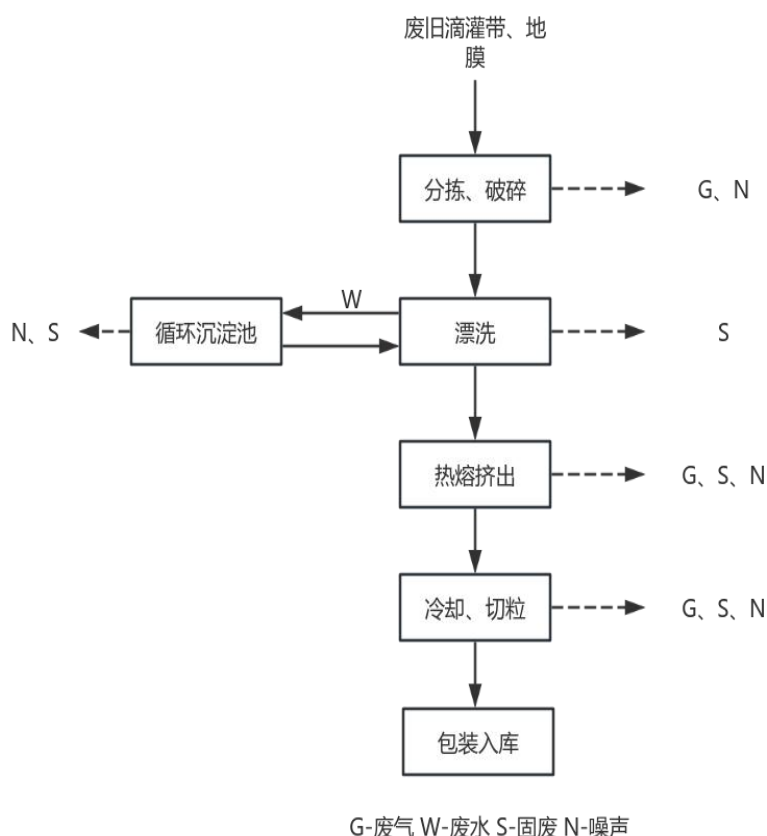 废旧滴灌带、地
膜
分拣、破碎
G、N
W
N、S
循环沉淀池
漂洗
S
热熔挤出
G、S、N
冷却、切粒
G、S、N
包装入库
G-废气 W-废水 S-固废 N-噪声